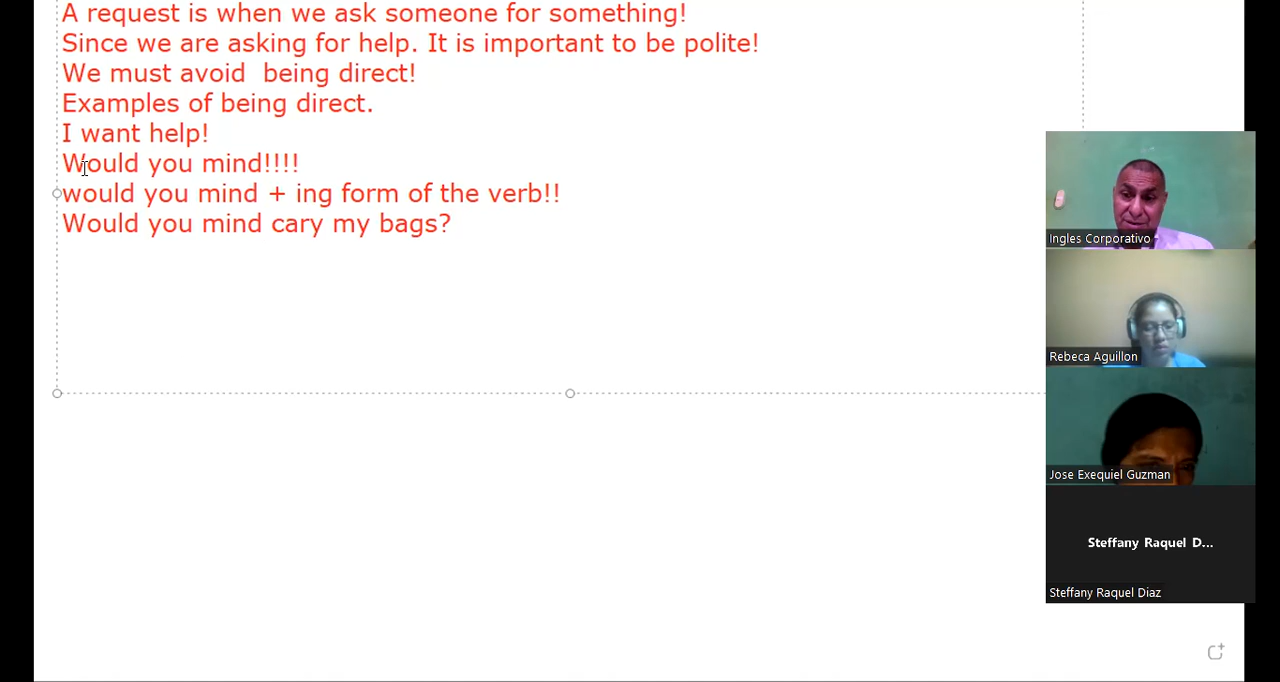 A request is when we ask someone for something!
Since we are asking for help. It is important to be polite!
We must avoid  being direct!
Examples of being direct.
I want help!
Would you mind!!!!
would you mind + ing form of the verb!!
Would you mind cary my bags?
Ingles Corporativo
Rebeca Aguillon
Jose Exequiel Guzman
Steffany Raquel D...
Steffany Raquel Diaz